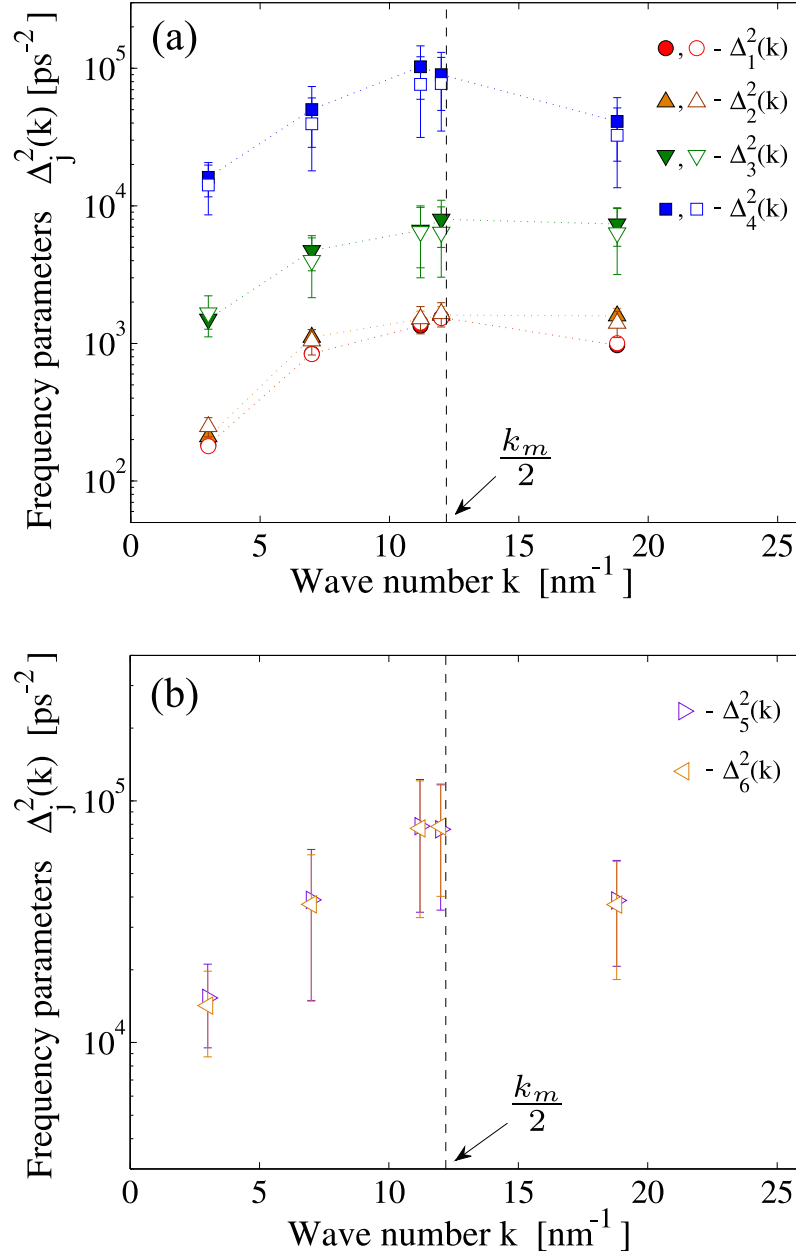 (a)
Frequency parameters Δ_j^2(k) [ps^-2]
10^5
10^4
10^3
10^2
, - Δ_1^2(k)
, - Δ_2^2(k)
, - Δ_3^2(k)
, - Δ_4^2(k)
k_m
2
0 5 10 15 20 25
Wave number k [nm^-1]
(b)
Frequency parameters Δ_j^2(k) [ps^-2]
10^5
10^4
- Δ_5^2(k)
- Δ_6^2(k)
k_m
2
0 5 10 15 20 25
Wave number k [nm^-1]